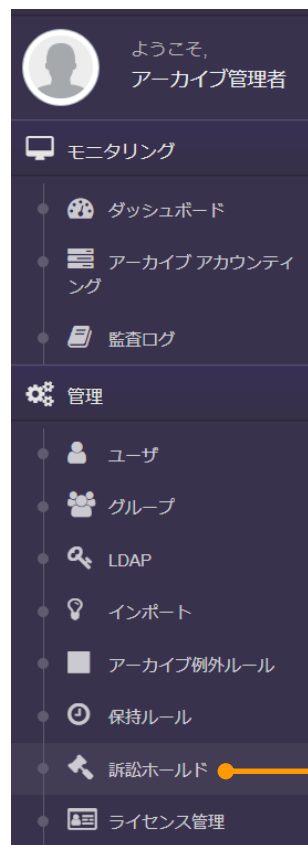 ようこそ,
アーカイブ管理者
モニタリング
ダッシュボード
アーカイブ アカウンティ
ング
監査ログ
管理
ユーザ
グループ
LDAP
インポート
アーカイブ例外ルール
保持ルール
訴訟ホールド
ライセンス管理